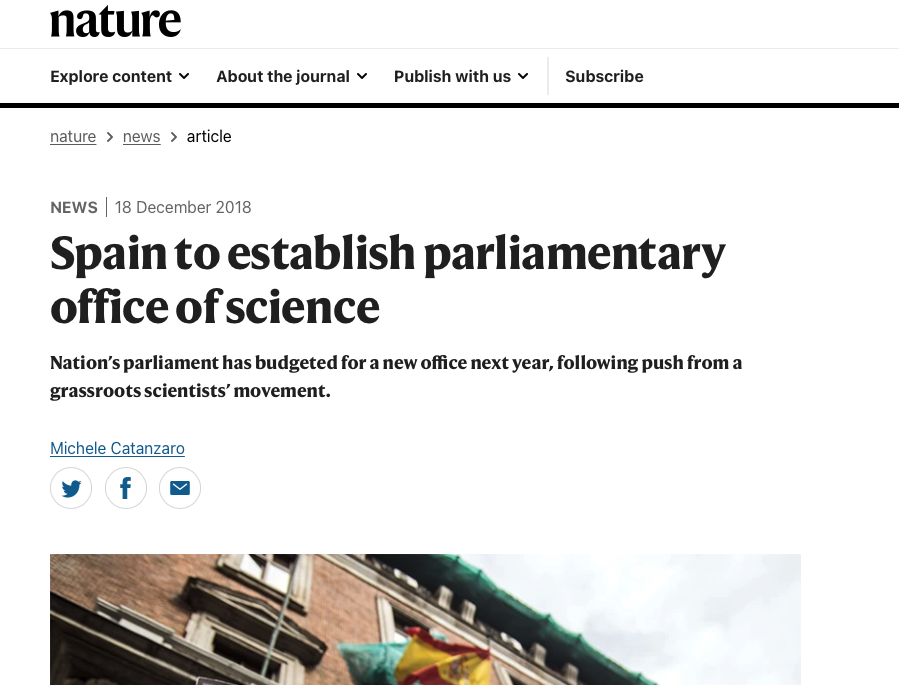 nature
Explore content
About the journal
Publish with us
Subscribe
nature > news > article
NEWS | 18 December 2018
Spain to establish parliamentary
office of science
Nation’s parliament has budgeted for a new office next year, following push from a
grassroots scientists’ movement.
Michele Catanzaro